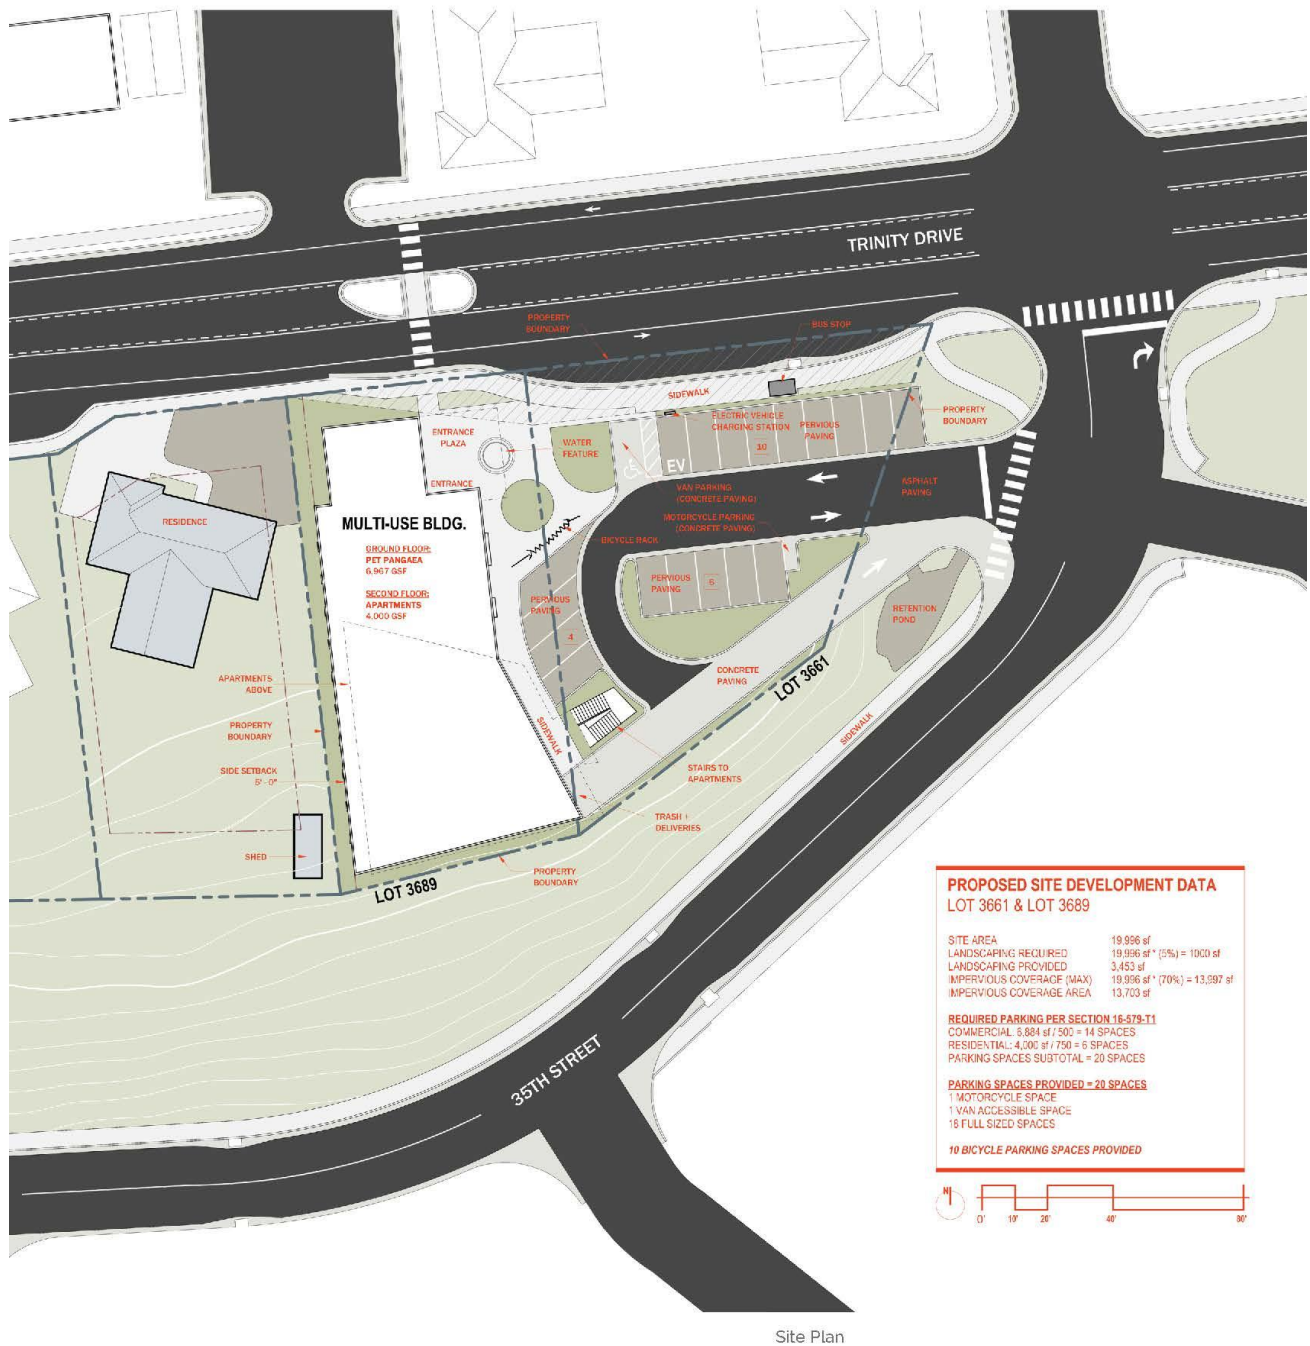 TRINITY DRIVE
PROPERTY
BOUNDARY
BUS STOP
SIDEWALK
PROPERTY
BOUNDARY
ELECTRIC VEHICLE
CHARGING STATION
PERVIOUS
PAVING
10
ENTRANCE
PLAZA
WATER
FEATURE
EV
ENTRANCE
VAN PARKING
(CONCRETE PAVING)
ASPHALT
PAVING
RESIDENCE
MULTI-USE BLDG.
GROUND FLOOR:
PET PANGAEA
6,967 GSF
SECOND FLOOR:
APARTMENTS
4,000 GSF
MOTORCYCLE PARKING
(CONCRETE PAVING)
BICYCLE RACK
PERVIOUS
PAVING
6
PERVIOUS
PAVING
4
RETENTION
POND
CONCRETE
PAVING
LOT 3661
APARTMENTS
ABOVE
PROPERTY
BOUNDARY
SIDEWALK
SIDEWALK
SIDE SETBACK
5' - 0"
STAIRS TO
APARTMENTS
TRASH +
DELIVERIES
SHED
PROPERTY
BOUNDARY
LOT 3689
35TH STREET
PROPOSED SITE DEVELOPMENT DATA
LOT 3661 & LOT 3689
SITE AREA 19,996 sf
LANDSCAPING REQUIRED 19,996 sf * (5%) = 1000 sf
LANDSCAPING PROVIDED 3,453 sf
IMPERVIOUS COVERAGE (MAX) 19,996 sf * (70%) = 13,997 sf
IMPERVIOUS COVERAGE AREA 13,703 sf
REQUIRED PARKING PER SECTION 16-579-T1
COMMERCIAL: 6,884 sf / 500 = 14 SPACES
RESIDENTIAL: 4,000 sf / 750 = 6 SPACES
PARKING SPACES SUBTOTAL = 20 SPACES
PARKING SPACES PROVIDED = 20 SPACES
1 MOTORCYCLE SPACE
1 VAN ACCESSIBLE SPACE
18 FULL SIZED SPACES
10 BICYCLE PARKING SPACES PROVIDED
N
0' 10' 20' 40' 80'
Site Plan